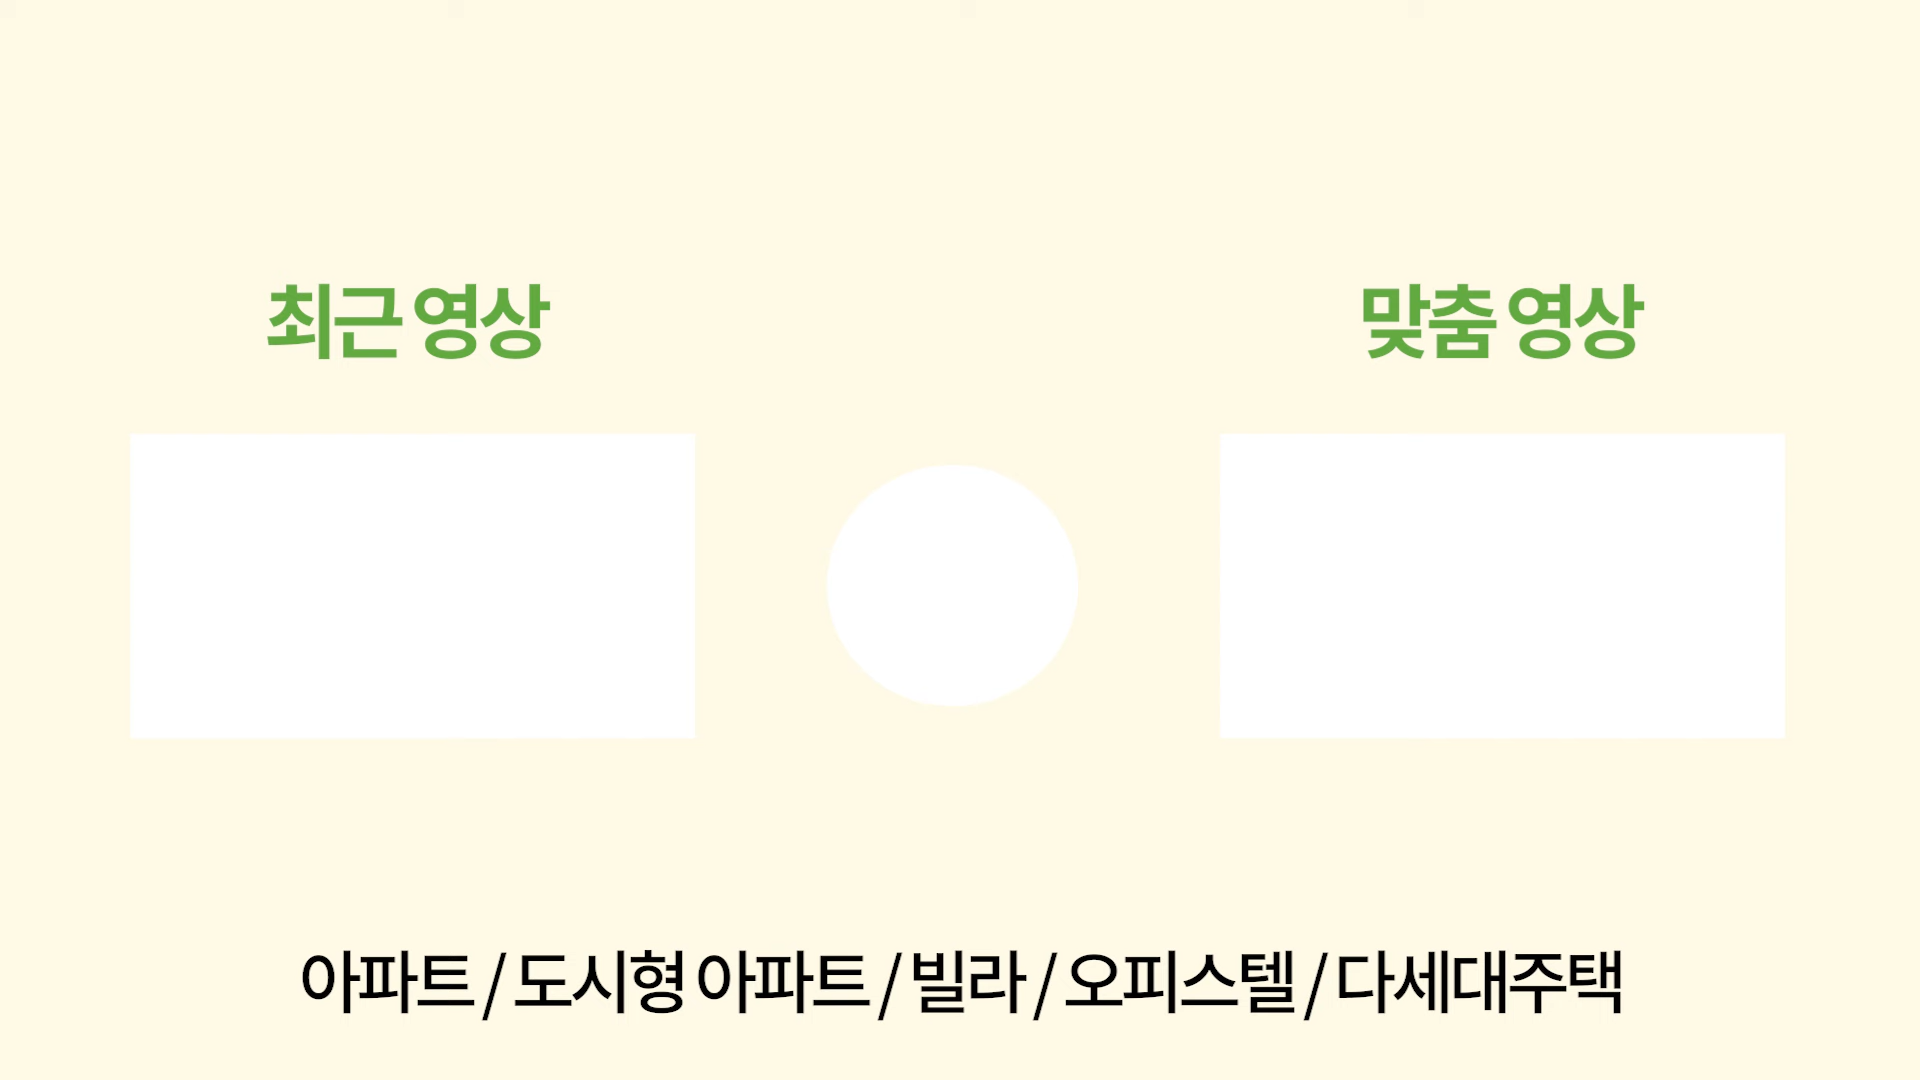 최근 영상
맞춤 영상
아파트 / 도시형 아파트 / 빌라 / 오피스텔 / 다세대주택